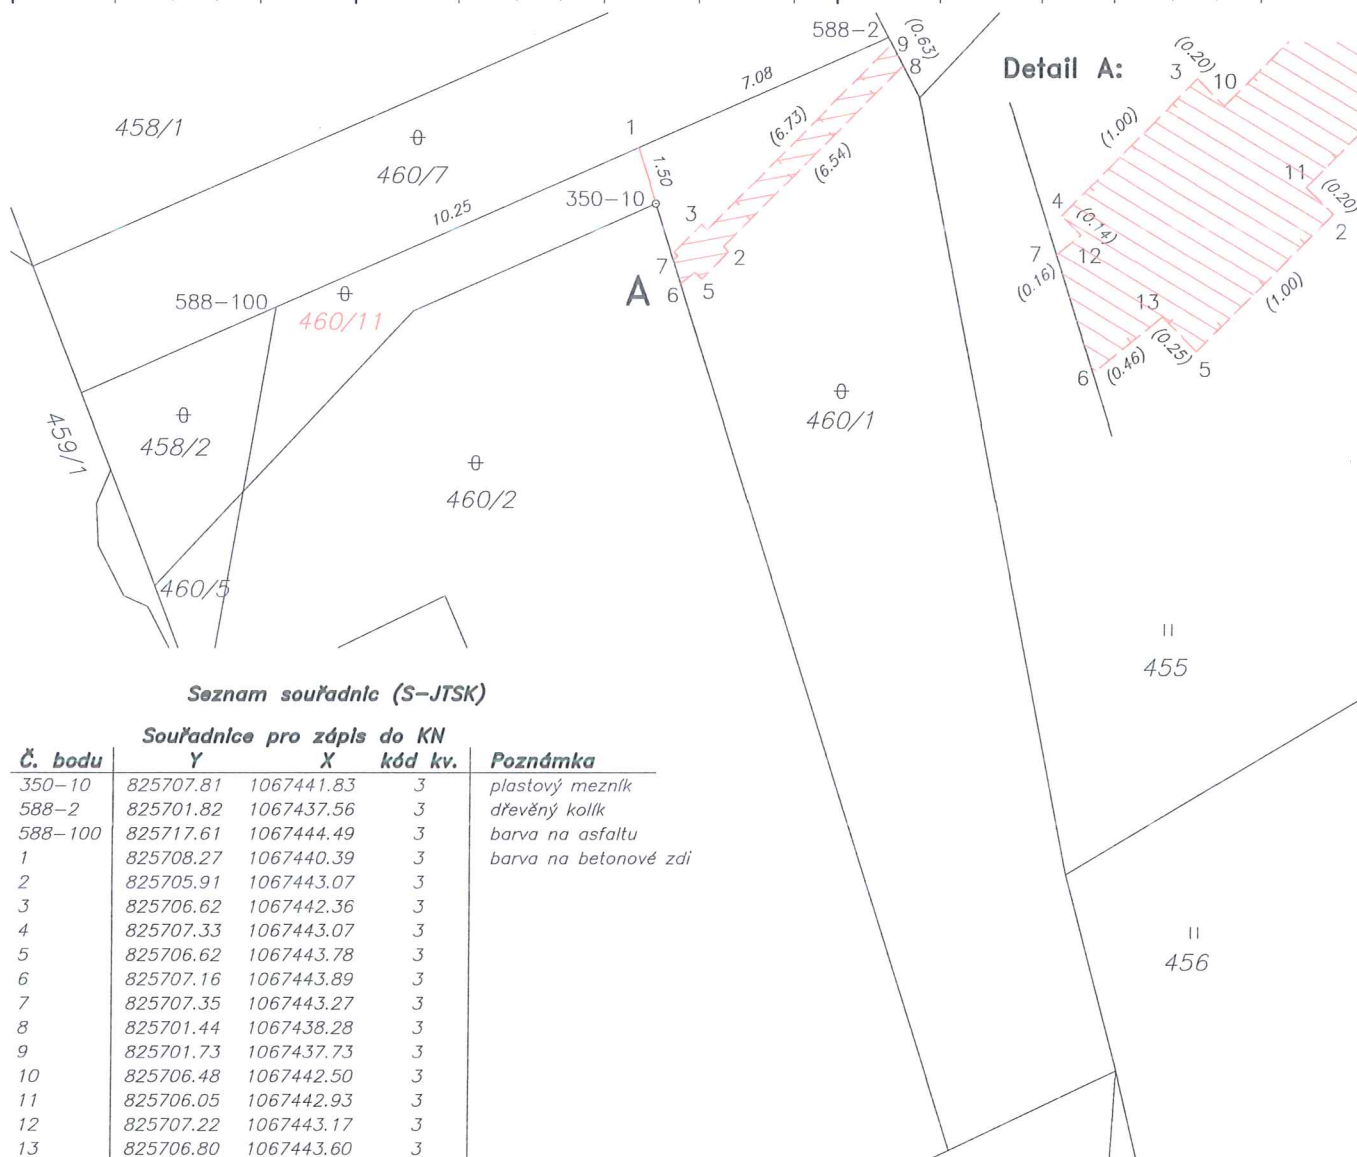 588-2
9
(0.63)
8
Detail A:
(0.20)
3
10
458/1
7.08
(1.00)
460/7
1
1.50
(6.73)
(6.54)
11
(0.20)
2
350-10
10.25
3
4
(0.14)
7
12
(0.16)
2
7
A
6
5
588-100
460/11
13
(1.00)
(0.25)
5
6
(0.46)
459/1
458/2
460/1
460/2
460/5
455
456
Seznam souřadnic (S-JTSK)
Souřadnice pro zápis do KN
Č. bodu Y X kód kv. Poznámka
350-10 825707.81 1067441.83 3 plastový mezník
588-2 825701.82 1067437.56 3 dřevěný kolík
588-100 825717.61 1067444.49 3 barva na asfaltu
1 825708.27 1067440.39 3 barva na betonové zdi
2 825705.91 1067443.07 3
3 825706.62 1067442.36 3
4 825707.33 1067443.07 3
5 825706.62 1067443.78 3
6 825707.16 1067443.89 3
7 825707.35 1067443.27 3
8 825701.44 1067438.28 3
9 825701.73 1067437.73 3
10 825706.48 1067442.50 3
11 825706.05 1067442.93 3
12 825707.22 1067443.17 3
13 825706.80 1067443.60 3